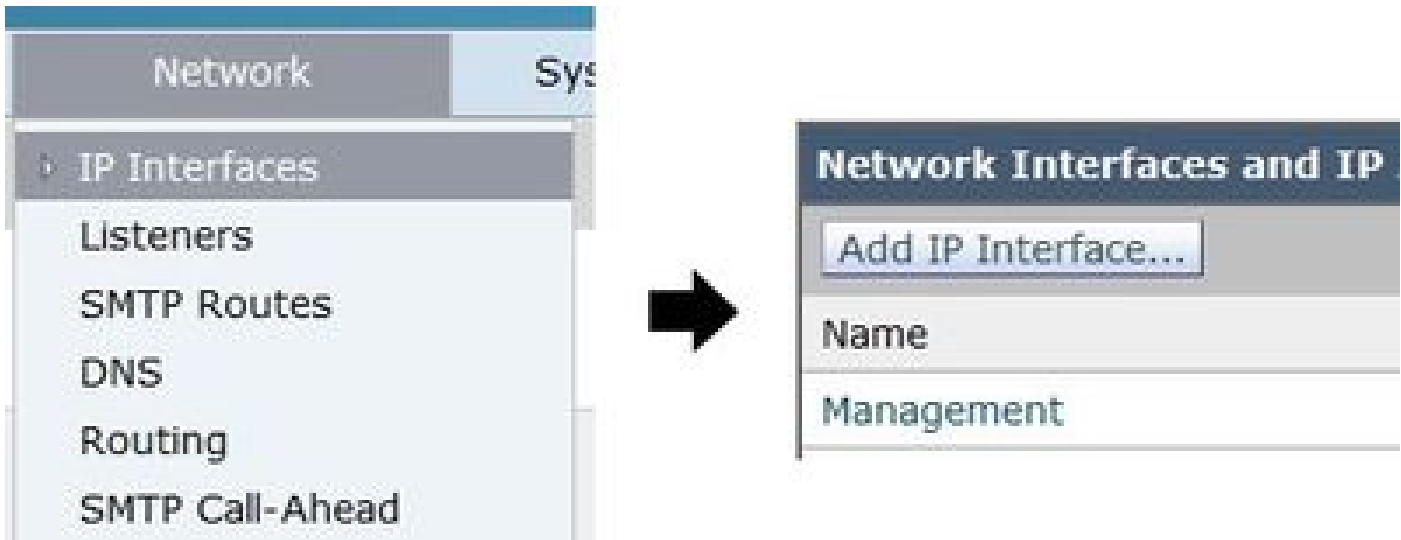 Network
Sys
IP Interfaces
Listeners
SMTP Routes
DNS
Routing
SMTP Call-Ahead
Network Interfaces and IP
Add IP Interface...
Name
Management